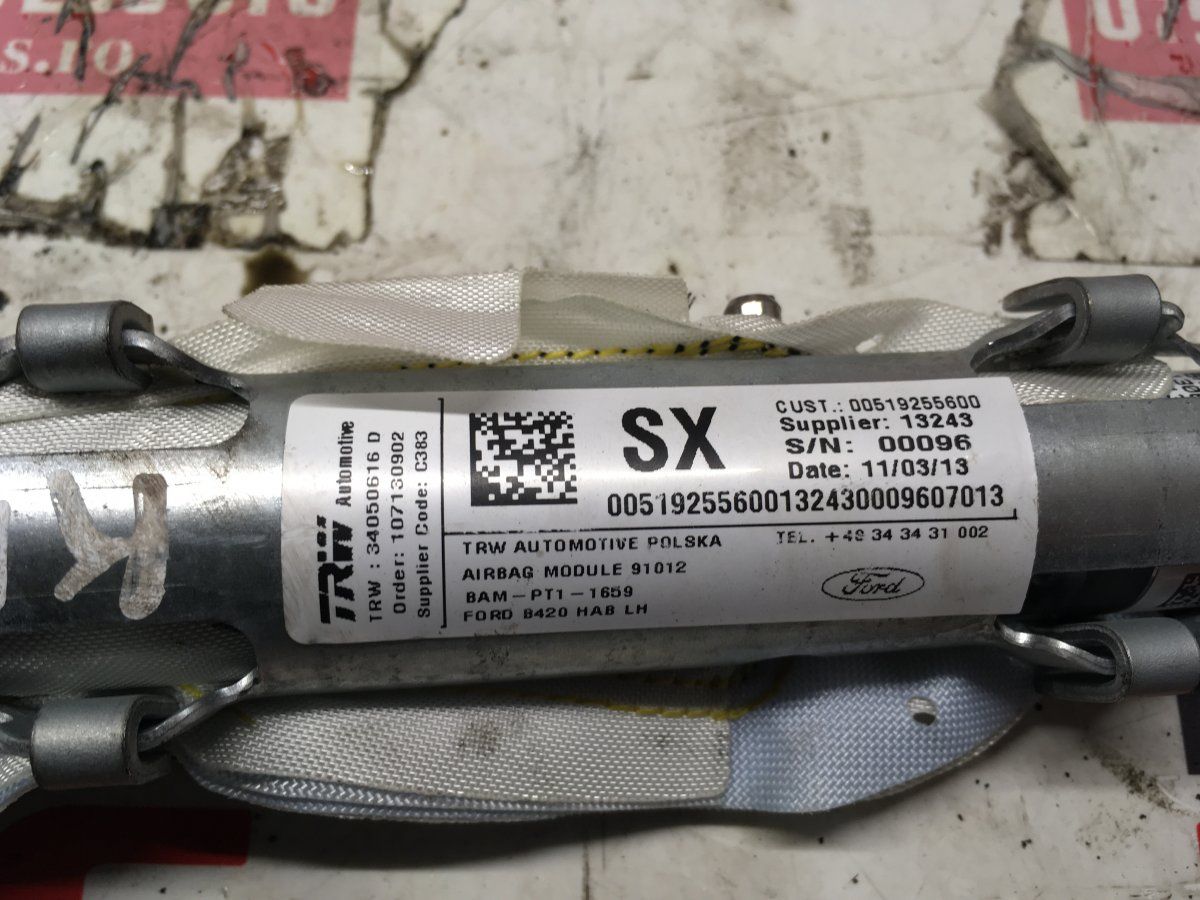 s.ro
TRW Automotive
TRW : 34050616 D
Order: 107130902
Supplier Code: C383
SX
CUST.: 00519255600
Supplier: 13243
S/N: 00096
Date: 11/03/13
00519255600132430009607013
TRW AUTOMOTIVE POLSKA
TEL. +48 34 34 31 002
AIRBAG MODULE 91012
BAM-PT1-1659
FORD B420 HAB LH
Ford